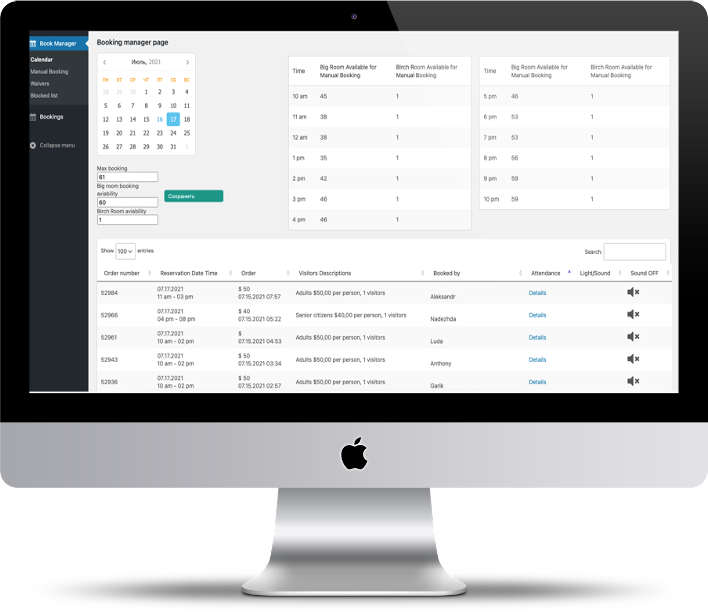 Book Manager
Calendar
Manual Booking
Waivers
Blocked list
Bookings
Collapse menu
Booking manager page
Июль, 2021
ПН ВТ СР ЧТ ПТ СБ ВС
28 29 30 1 2 3 4
5 6 7 8 9 10 11
12 13 14 15 16 17 18
19 20 21 22 23 24 25
26 27 28 29 30 31 1
Max booking
61
Big room booking
aviability
60
Birch Room aviability
1
Сохранить
Time Big Room Available for Manual Booking Birch Room Available for Manual Booking
10 am 45 1
11 am 38 1
12 am 38 1
1 pm 35 1
2 pm 42 1
3 pm 46 1
4 pm 46 1
Time Big Room Available for Manual Booking Birch Room Available for Manual Booking
5 pm 46 1
6 pm 53 1
7 pm 53 1
8 pm 56 1
9 pm 59 1
10 pm 59 1
Show 100 entries
Search:
Order number Reservation Date Time Order Visitors Descriptions Booked by Attendance Light/Sound Sound OFF
52984 07.17.2021 11 am - 03 pm $ 50 07.15.2021 07:57 Adults $50,00 per person, 1 visitors Aleksandr Details
52966 07.17.2021 04 pm - 08 pm $ 40 07.15.2021 05:22 Senior citizens $40,00 per person, 1 visitors Nadezhda Details
52961 07.17.2021 10 am - 02 pm $ 07.15.2021 04:53 Adults $50,00 per person, 1 visitors Luda Details
52943 07.17.2021 10 am - 02 pm $ 50 07.15.2021 03:34 Adults $50,00 per person, 1 visitors Anthony Details
52936 07.17.2021 10 am - 02 pm $ 50 07.15.2021 02:57 Adults $50,00 per person, 1 visitors Garik Details